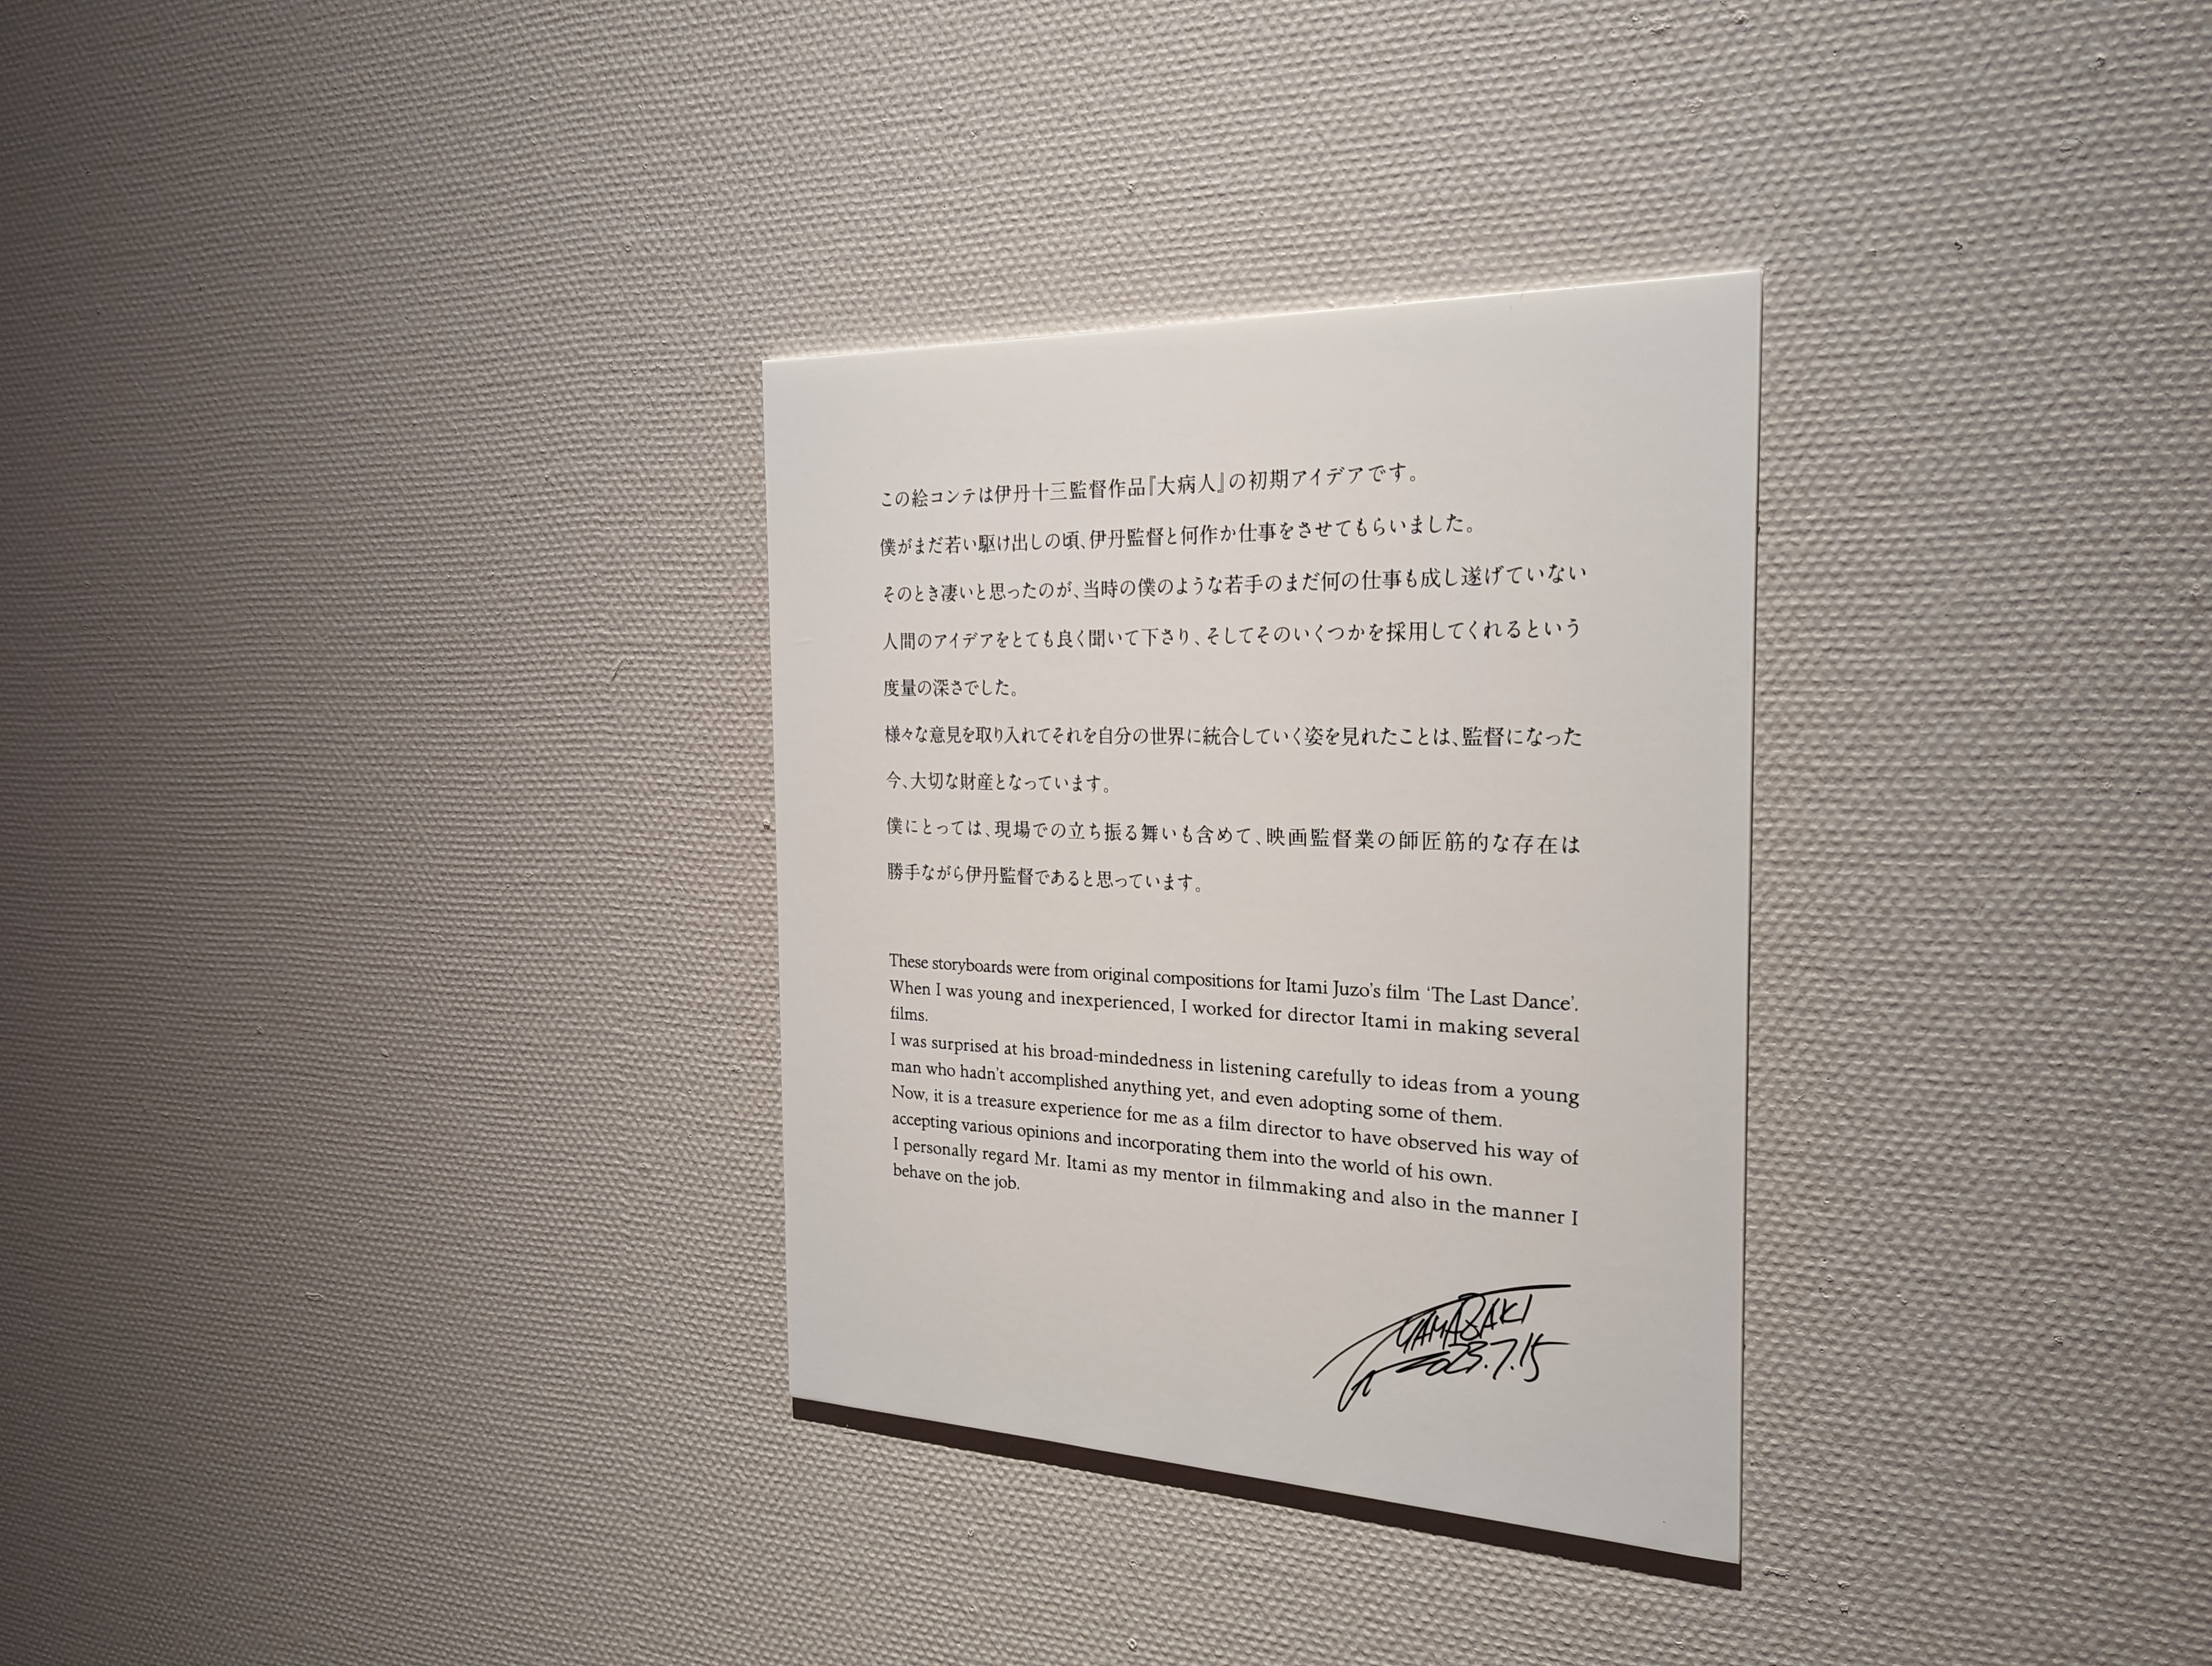 この絵コンテは伊丹十三監督作品『大病人』の初期アイデアです。
僕がまだ若い駆け出しの頃、伊丹監督と何作か仕事をさせてもらいました。
そのとき凄いと思ったのが、当時の僕のような若手のまだ何の仕事も成し遂げていない
人間のアイデアをとても良く聞いて下さり、そしてそのいくつかを採用してくれるという
度量の深さでした。
様々な意見を取り入れてそれを自分の世界に統合していく姿を見れたことは、監督になった
今、大切な財産となっています。
僕にとっては、現場での立ち振る舞いも含めて、映画監督業の師匠筋的な存在は
勝手ながら伊丹監督であると思っています。
These storyboards were from original compositions for Itami Juzo's film ‘The Last Dance’.
When I was young and inexperienced, I worked for director Itami in making several
films.
I was surprised at his broad-mindedness in listening carefully to ideas from a young
man who hadn't accomplished anything yet, and even adopting some of them.
Now, it is a treasure experience for me as a film director to have observed his way of
accepting various opinions and incorporating them into the world of his own.
I personally regard Mr. Itami as my mentor in filmmaking and also in the manner I
behave on the job.
YAMAZAKI
2023.7.15